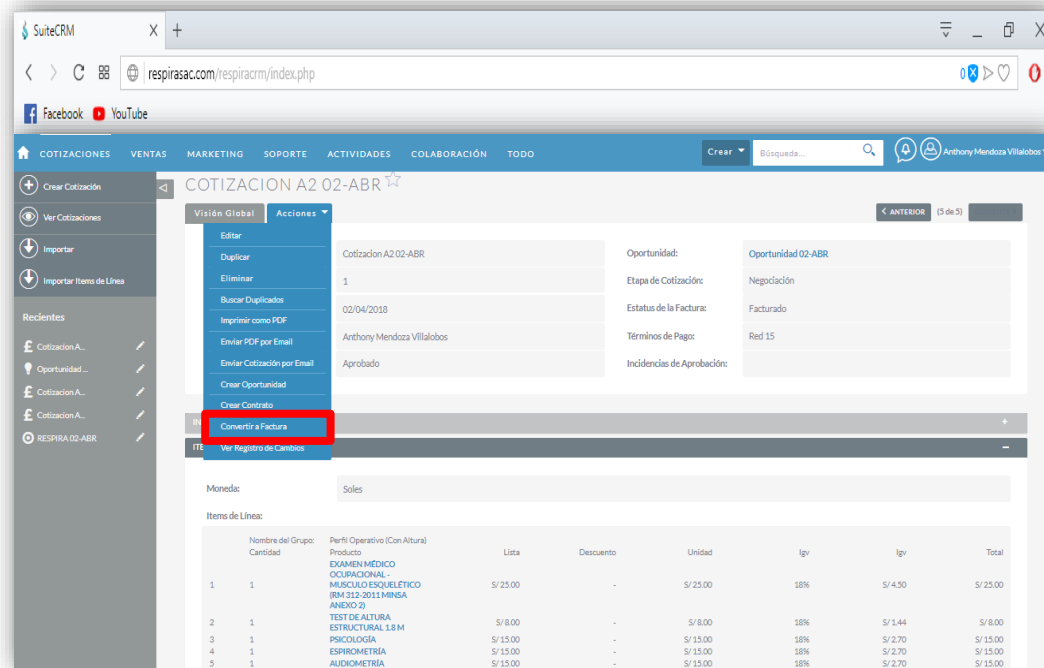 SuiteCRM
respirasac.com/respiracrm/index.php
0
Facebook YouTube
COTIZACIONES VENTAS MARKETING SOPORTE ACTIVIDADES COLABORACIÓN TODO
Crear
Búsqueda...
Anthony Mendoza Villalobos
Crear Cotización
Ver Cotizaciones
Importar
Importar Items de Línea
Recientes
Cotizacion A...
Oportunidad ...
Cotizacion A...
Cotizacion A...
RESPIRA 02-ABR
COTIZACION A2 02-ABR
Visión Global Acciones
ANTERIOR (5 de 5)
Editar
Duplicar
Eliminar
Buscar Duplicados
Imprimir como PDF
Enviar PDF por Email
Enviar Cotización por Email
Crear Oportunidad
Crear Contrato
Convertir a Factura
Ver Registro de Cambios
Cotizacion A2 02-ABR Oportunidad: Oportunidad 02-ABR
1 Etapa de Cotización: Negociación
02/04/2018 Estatus de la Factura: Facturado
Anthony Mendoza Villalobos Términos de Pago: Red 15
Aprobado Incidencias de Aprobación:
IN +
ITE −
Moneda: Soles
Items de Línea:
Nombre del Grupo: Perfil Operativo (Con Altura)
Cantidad Producto Lista Descuento Unidad Igv Igv Total
EXAMEN MÉDICO
OCUPACIONAL -
1 1 MUSCULO ESQUELÉTICO S/ 25.00 - S/ 25.00 18% S/ 4.50 S/ 25.00
(RM 312-2011 MINSA
ANEXO 2)
TEST DE ALTURA
2 1 ESTRUCTURAL 1.8 M S/ 8.00 - S/ 8.00 18% S/ 1.44 S/ 8.00
3 1 PSICOLOGÍA S/ 15.00 - S/ 15.00 18% S/ 2.70 S/ 15.00
4 1 ESPIROMETRÍA S/ 15.00 - S/ 15.00 18% S/ 2.70 S/ 15.00
5 1 AUDIOMETRÍA S/ 15.00 - S/ 15.00 18% S/ 2.70 S/ 15.00